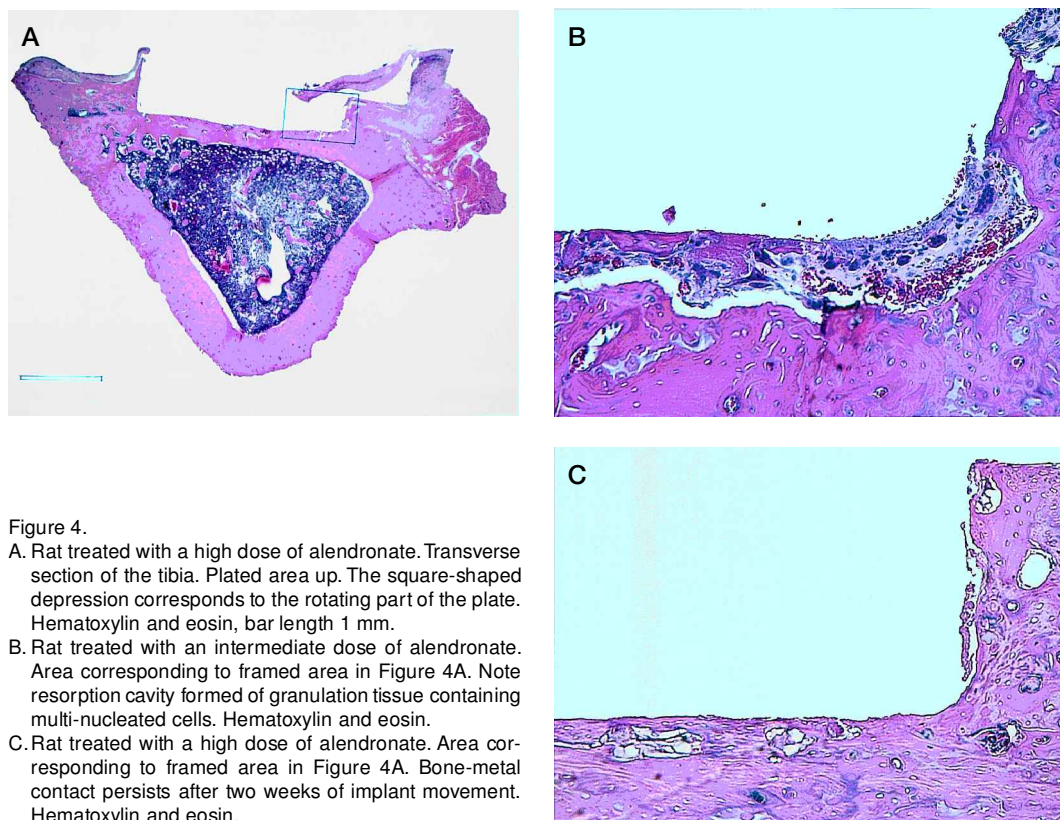 A
B
C
Figure 4.
A. Rat treated with a high dose of alendronate. Transverse
section of the tibia. Plated area up. The square-shaped
depression corresponds to the rotating part of the plate.
Hematoxylin and eosin, bar length 1 mm.
B. Rat treated with an intermediate dose of alendronate.
Area corresponding to framed area in Figure 4A. Note
resorption cavity formed of granulation tissue containing
multi-nucleated cells. Hematoxylin and eosin.
C. Rat treated with a high dose of alendronate. Area cor-
responding to framed area in Figure 4A. Bone-metal
contact persists after two weeks of implant movement.
Hematoxylin and eosin.